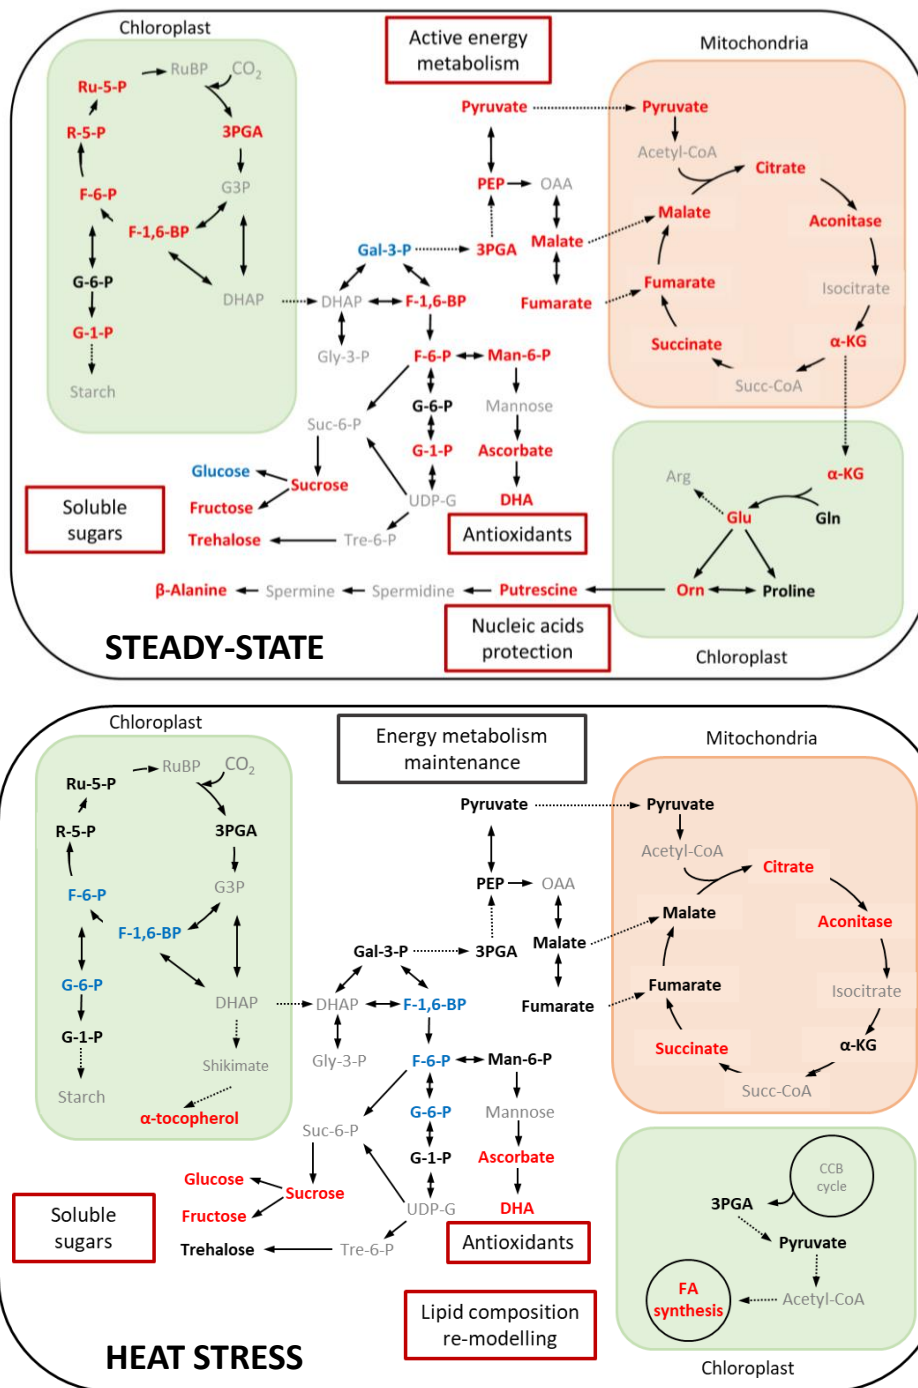 Chloroplast
Active energy
metabolism
Mitochondria
RuBP
CO2
Ru-5-P
Pyruvate
Pyruvate
R-5-P
3PGA
Acetyl-CoA
Citrate
G3P
PEP
OAA
F-6-P
Malate
Aconitase
F-1,6-BP
Gal-3-P
3PGA
Malate
G-6-P
Fumarate
Isocitrate
DHAP
DHAP
F-1,6-BP
Fumarate
G-1-P
Gly-3-P
F-6-P
Man-6-P
Succinate
α-KG
Starch
Succ-CoA
G-6-P
Mannose
Suc-6-P
G-1-P
Ascorbate
Glucose
Sucrose
Arg
α-KG
Soluble
sugars
Fructose
UDP-G
DHA
Glu
Gln
Trehalose
Tre-6-P
Antioxidants
β-Alanine
Spermine
Spermidine
Putrescine
Orn
Proline
Nucleic acids
protection
STEADY-STATE
Chloroplast
Chloroplast
Energy metabolism
maintenance
Mitochondria
RuBP
CO2
Ru-5-P
Pyruvate
Pyruvate
R-5-P
3PGA
Acetyl-CoA
Citrate
G3P
PEP
OAA
F-6-P
Malate
Aconitase
F-1,6-BP
Gal-3-P
3PGA
Malate
G-6-P
Fumarate
Isocitrate
DHAP
DHAP
F-1,6-BP
Fumarate
G-1-P
Gly-3-P
F-6-P
Man-6-P
Succinate
α-KG
Shikimate
Starch
Succ-CoA
α-tocopherol
G-6-P
Mannose
Suc-6-P
G-1-P
Ascorbate
Glucose
Sucrose
CCB
cycle
Soluble
sugars
Fructose
UDP-G
DHA
3PGA
Trehalose
Tre-6-P
Antioxidants
Pyruvate
FA
synthesis
Acetyl-CoA
Lipid composition
re-modelling
HEAT STRESS
Chloroplast